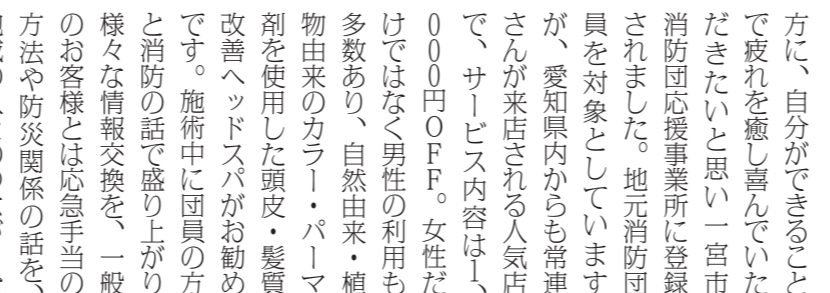 方に、自分ができること
で疲れを癒し喜んでいた
だきたいと思い一宮市
消防団応援事業所に登録
されました。地元消防団
員を対象としています
が、愛知県内からも常連
さんが来店される人気店
で、サービス内容は1、
000円OFF。女性だ
けではなく男性の利用も
多数あり、自然由来・植
物由来のカラー・パーマ
剤を使用した頭皮・髪質
改善ヘッドスパがお勧め
です。施術中に団員の方
と消防の話で盛り上がり
様々な情報交換を、一般
のお客様とは応急手当の
方法や防災関係の話を、